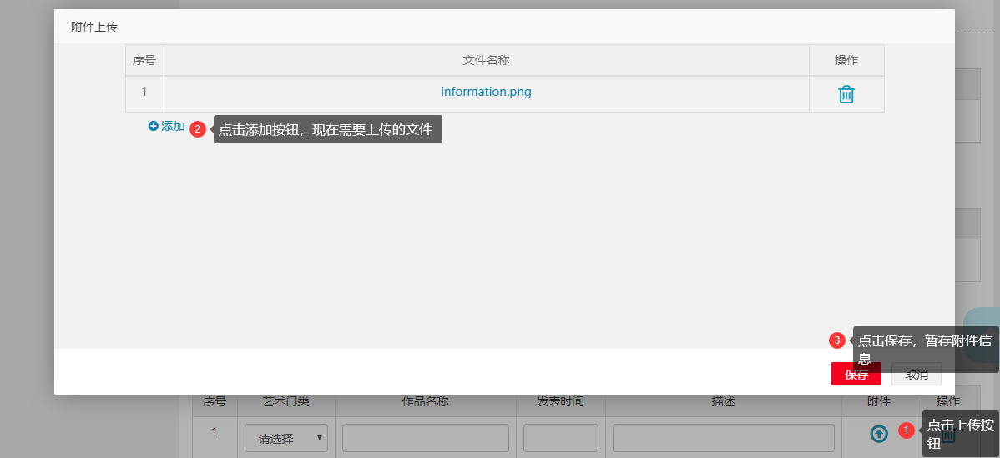 附件上传
序号 文件名称 操作
1 information.png
添加 2 点击添加按钮，现在需要上传的文件
3 点击保存，暂存附件信
息
保存 取消
序号 艺术门类 作品名称 发表时间 描述 附件 操作
1 请选择 1 点击上传按
钮